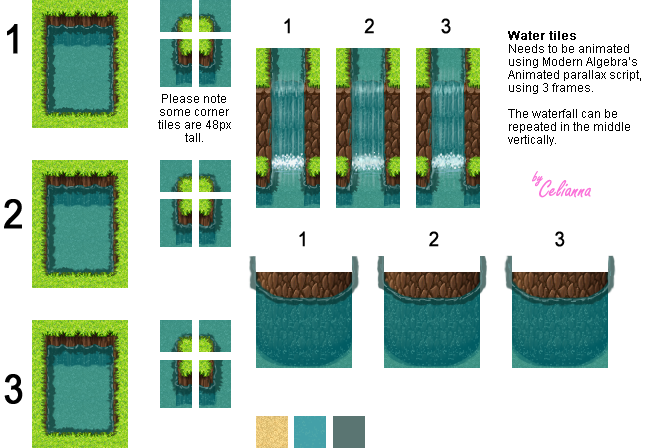 1
2
3
Please note
some corner
tiles are 48px
tall.
1 2 3
Water tiles
Needs to be animated
using Modern Algebra's
Animated parallax script,
using 3 frames.
The waterfall can be
repeated in the middle
vertically.
by
Celianna
1 2 3